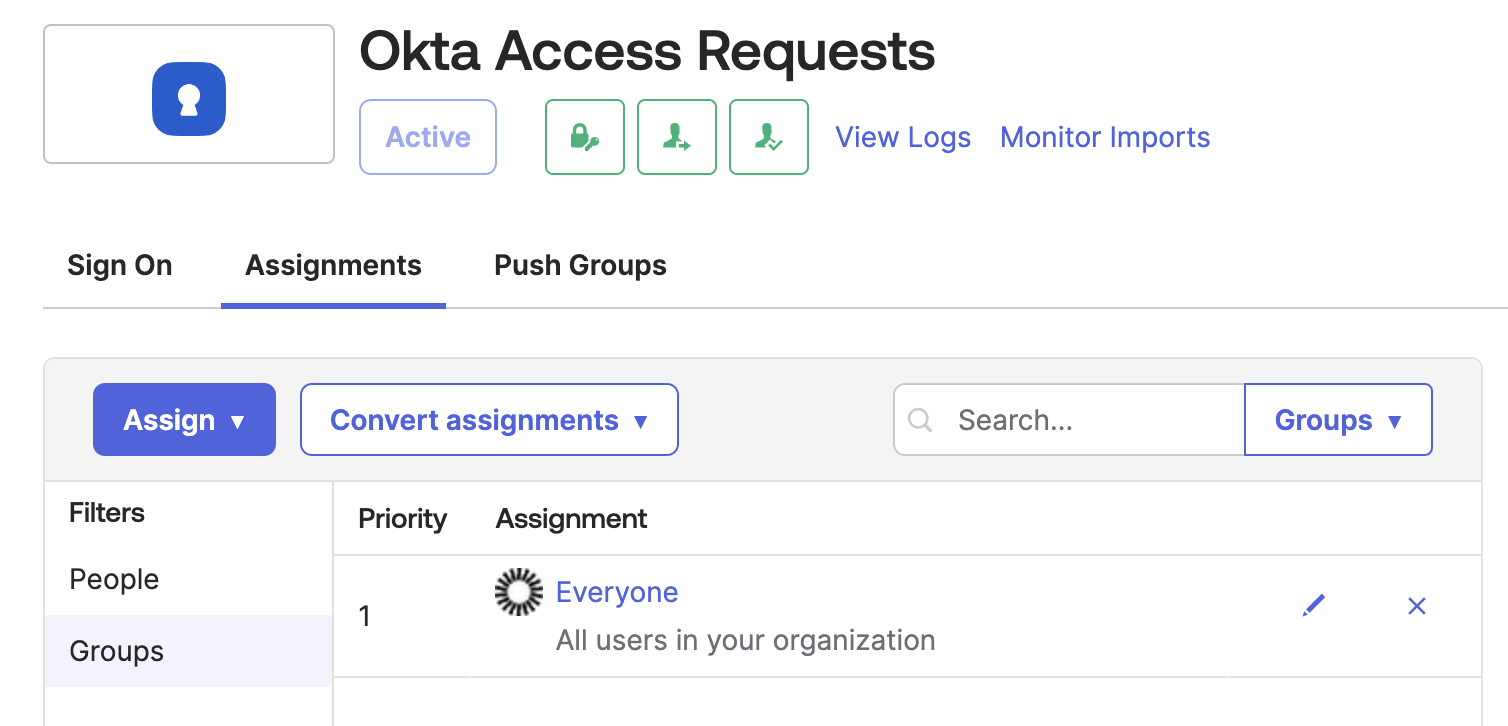 Okta Access Requests
Active
View Logs
Monitor Imports
Sign On
Assignments
Push Groups
Assign ▼
Convert assignments ▼
Search...
Groups ▼
Filters
People
Groups
Priority
Assignment
1
Everyone
All users in your organization